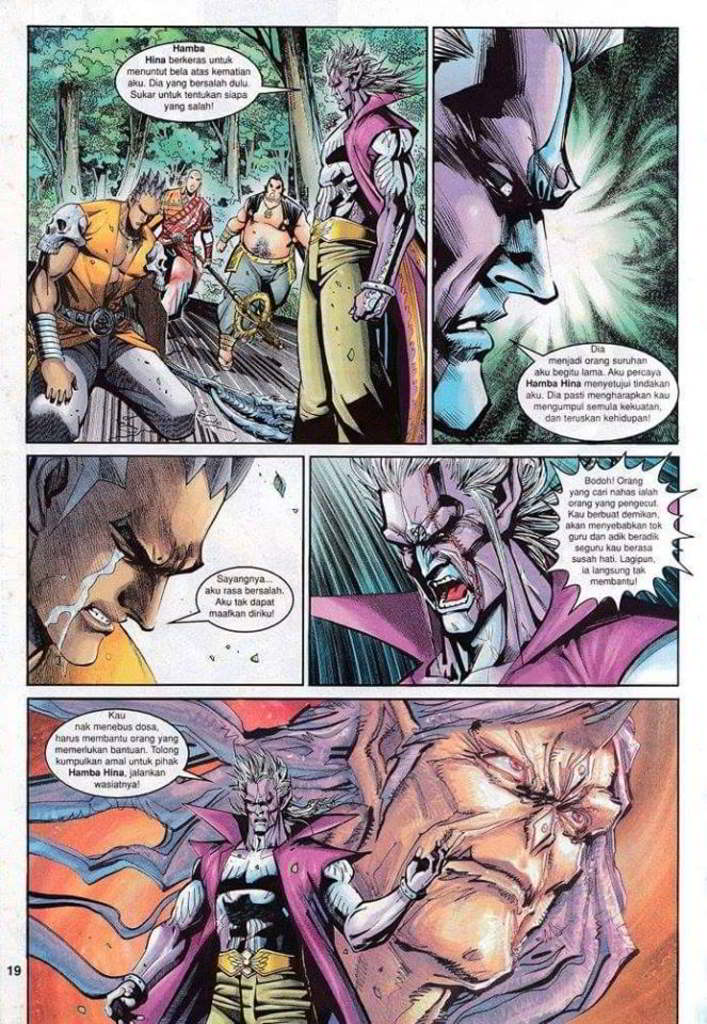 Hamba
Hina berkeras untuk
menuntut bela atas kematian
aku. Dia yang bersalah dulu.
Sukar untuk tentukan siapa
yang salah!
Dia
menjadi orang suruhan
aku begitu lama. Aku percaya
Hamba Hina menyetujui tindakan
aku. Dia pasti mengharapkan kau
mengumpul semula kekuatan,
dan teruskan kehidupan!
Sayangnya...
aku rasa bersalah.
Aku tak dapat
maafkan diriku!
Bodoh! Orang
yang cari nahas ialah
orang yang pengecut.
Kau berbuat demikan,
akan menyebabkan tok
guru dan adik beradik
seguru kau berasa
susah hati. Lagipun,
ia langsung tak
membantu!
Kau
nak menebus dosa,
harus membantu orang yang
memerlukan bantuan. Tolong
kumpulkan amal untuk pihak
Hamba Hina, jalankan
wasiatnya!
19